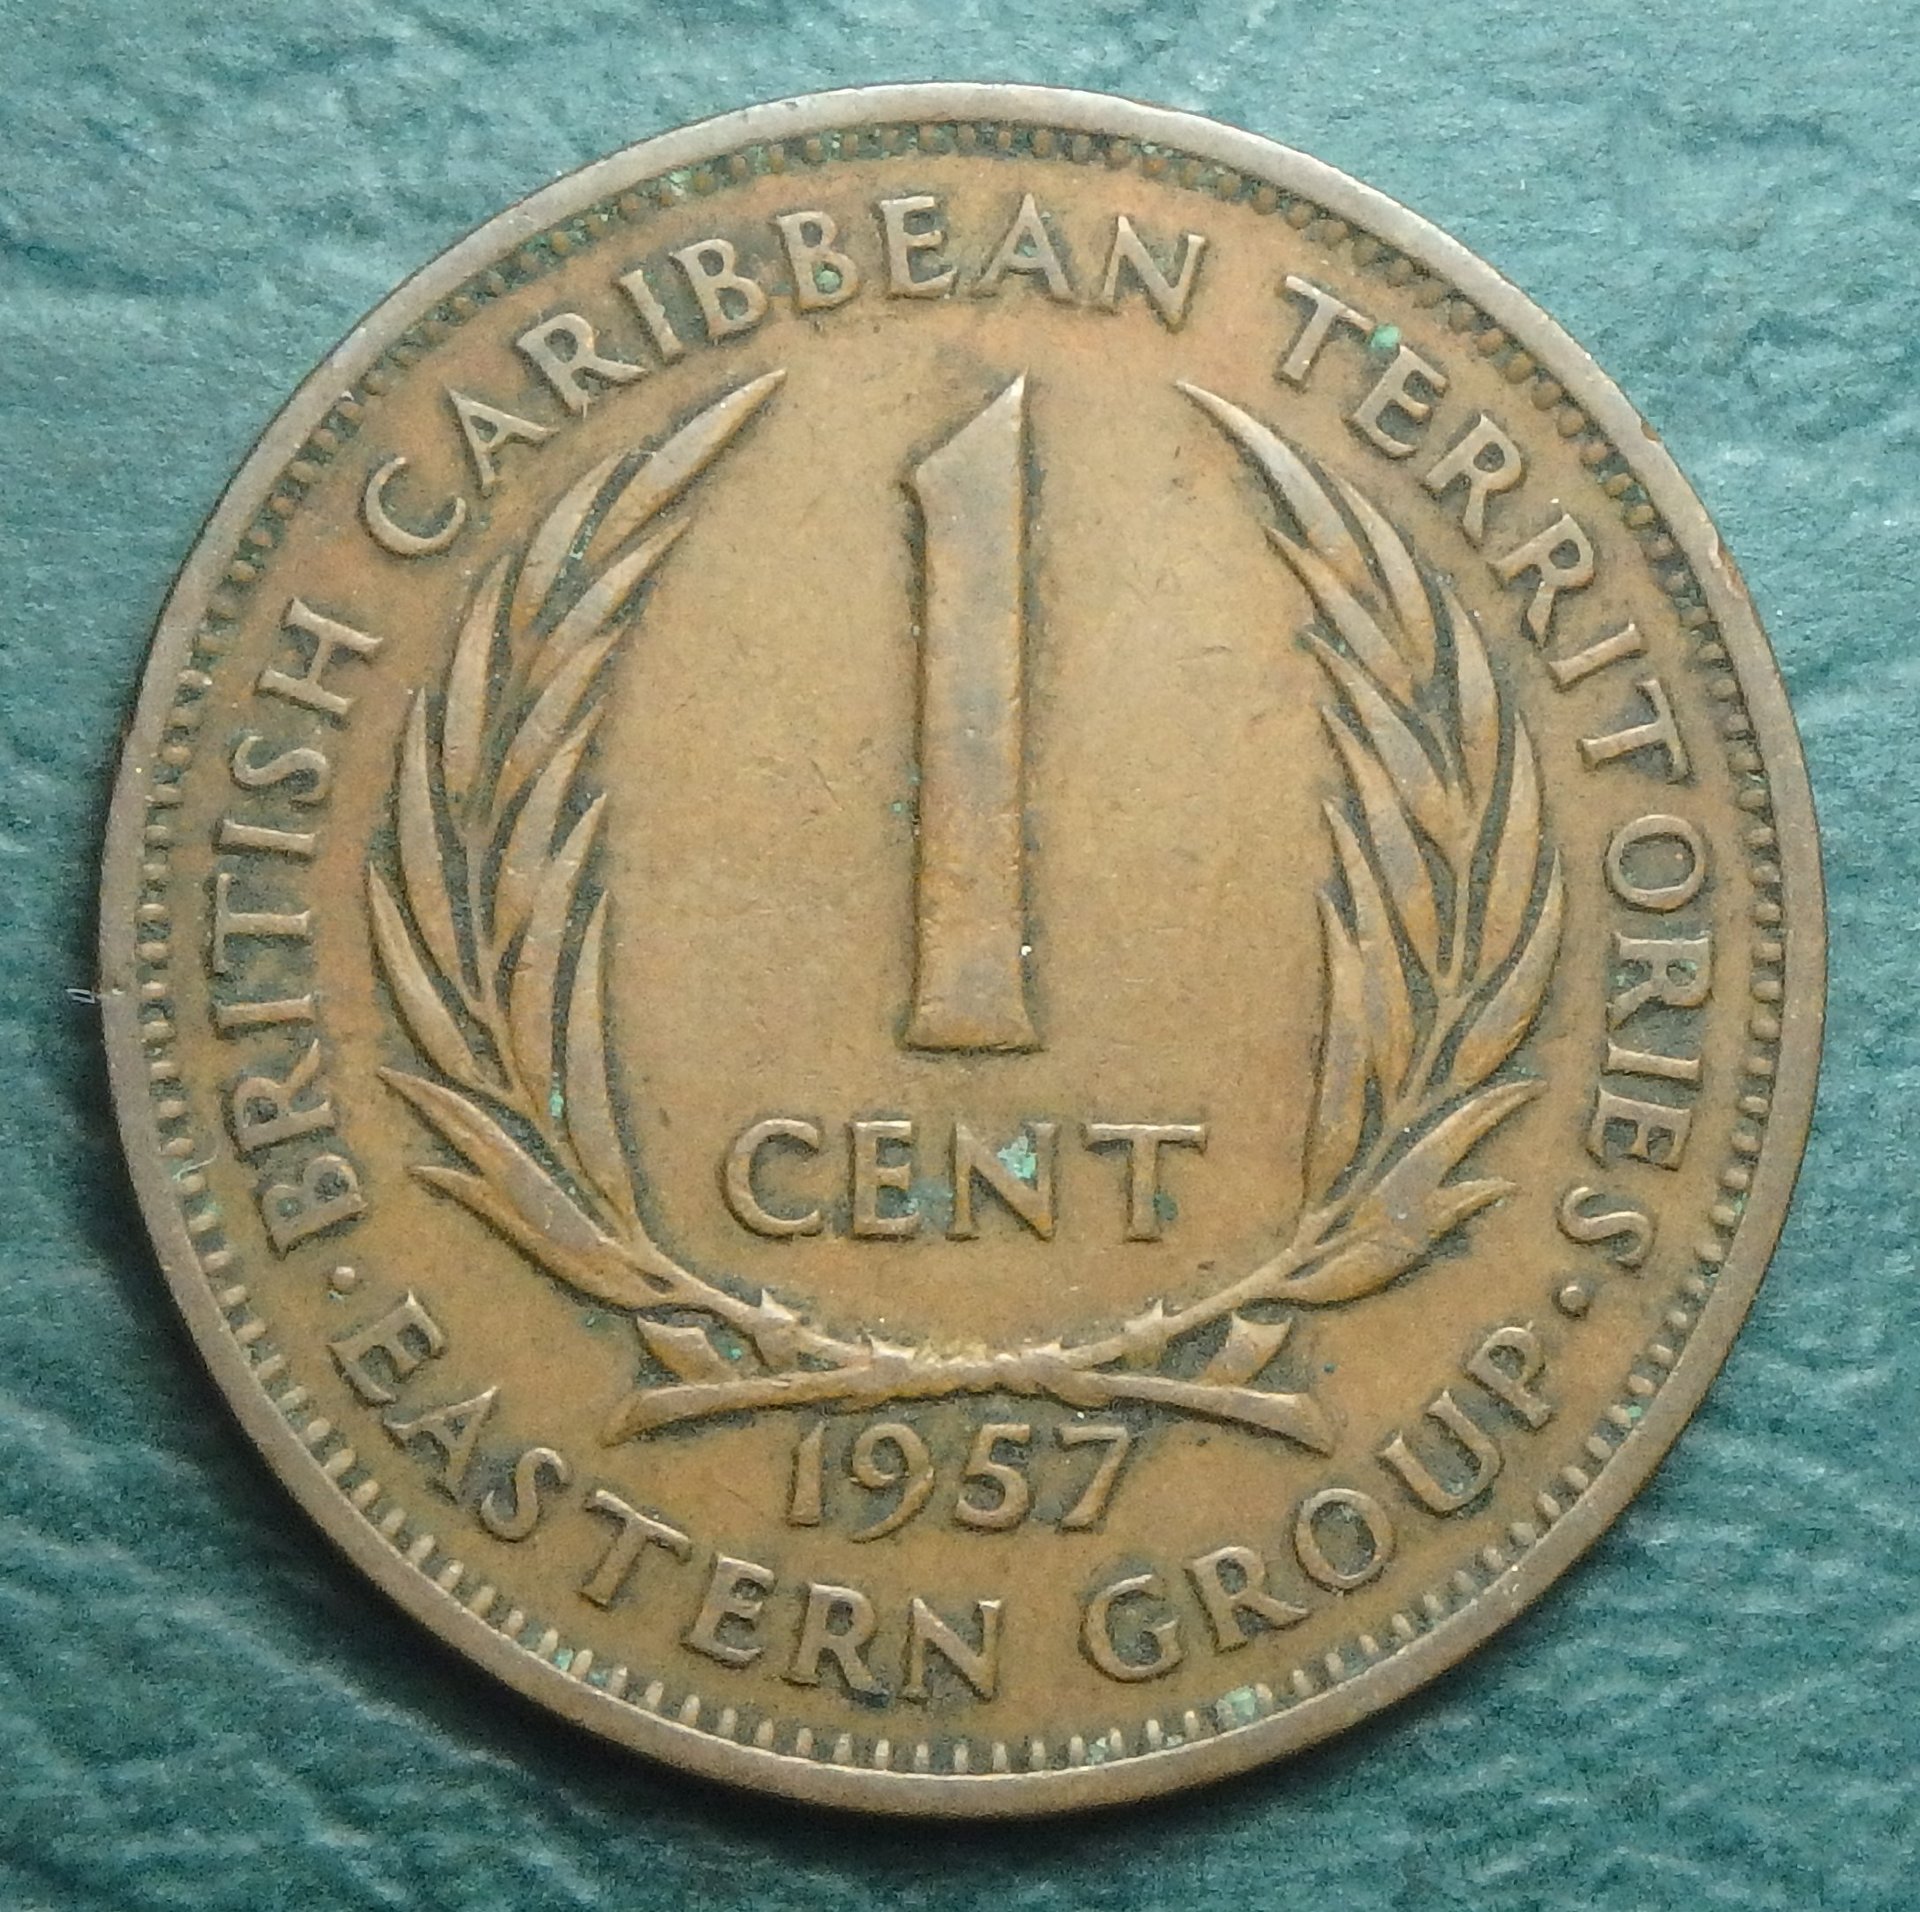 BRITISH CARIBBEAN TERRITORIES
1
CENT
1957
· EASTERN GROUP ·